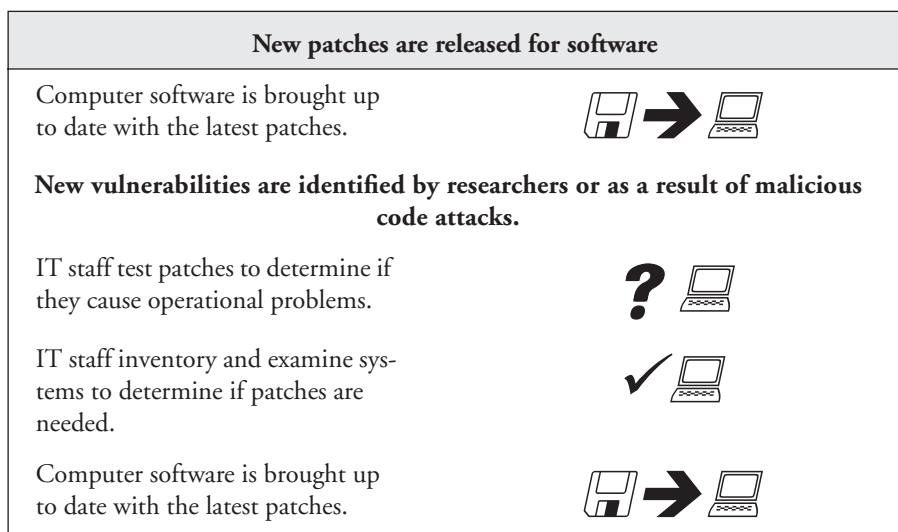 New patches are released for software
Computer software is brought up
to date with the latest patches.
New vulnerabilities are identified by researchers or as a result of malicious
code attacks.
IT staff test patches to determine if
they cause operational problems.
IT staff inventory and examine sys-
tems to determine if patches are
needed.
Computer software is brought up
to date with the latest patches.